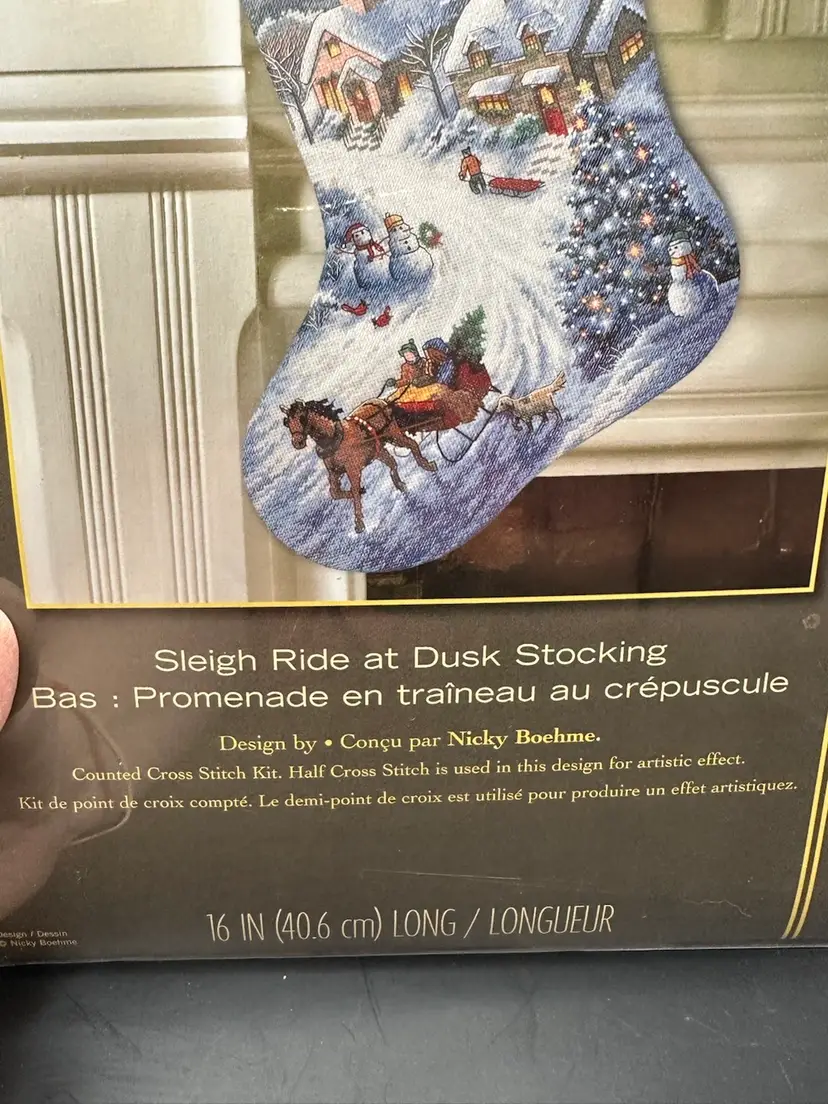 Sleigh Ride at Dusk Stocking
Bas : Promenade en traîneau au crépuscule
Design by • Conçu par Nicky Boehme.
Counted Cross Stitch Kit. Half Cross Stitch is used in this design for artistic effect.
Kit de point de croix compté. Le demi-point de croix est utilisé pour produire un effet artistiquez.
16 IN (40.6 cm) LONG / LONGUEUR
esign / Dessin
© Nicky Boehme